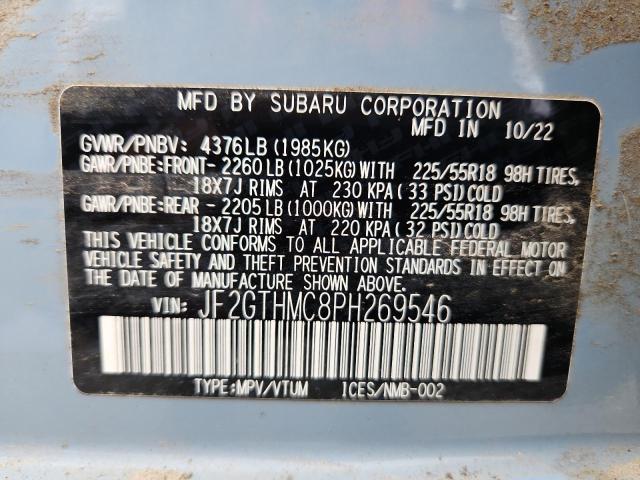 MFD BY SUBARU CORPORATION
MFD IN 10/22
GVWR/PNBV: 4376LB (1985KG)
GAWR/PNBE:FRONT- 2260LB (1025KG)WITH 225/55R18 98H TIRES,
18X7J RIMS AT 230 KPA( 33 PSI)COLD
GAWR/PNBE:REAR - 2205LB (1000KG)WITH 225/55R18 98H TIRES,
18X7J RIMS AT 220 KPA( 32 PSI)COLD
THIS VEHICLE CONFORMS TO ALL APPLICABLE FEDERAL MOTOR
VEHICLE SAFETY AND THEFT PREVENTION STANDARDS IN EFFECT ON THE
DATE OF MANUFACTURE SHOWN ABOVE.
VIN: JF2GTHMC8PH269546
TYPE:MPV/VTUM ICES/NMB-002